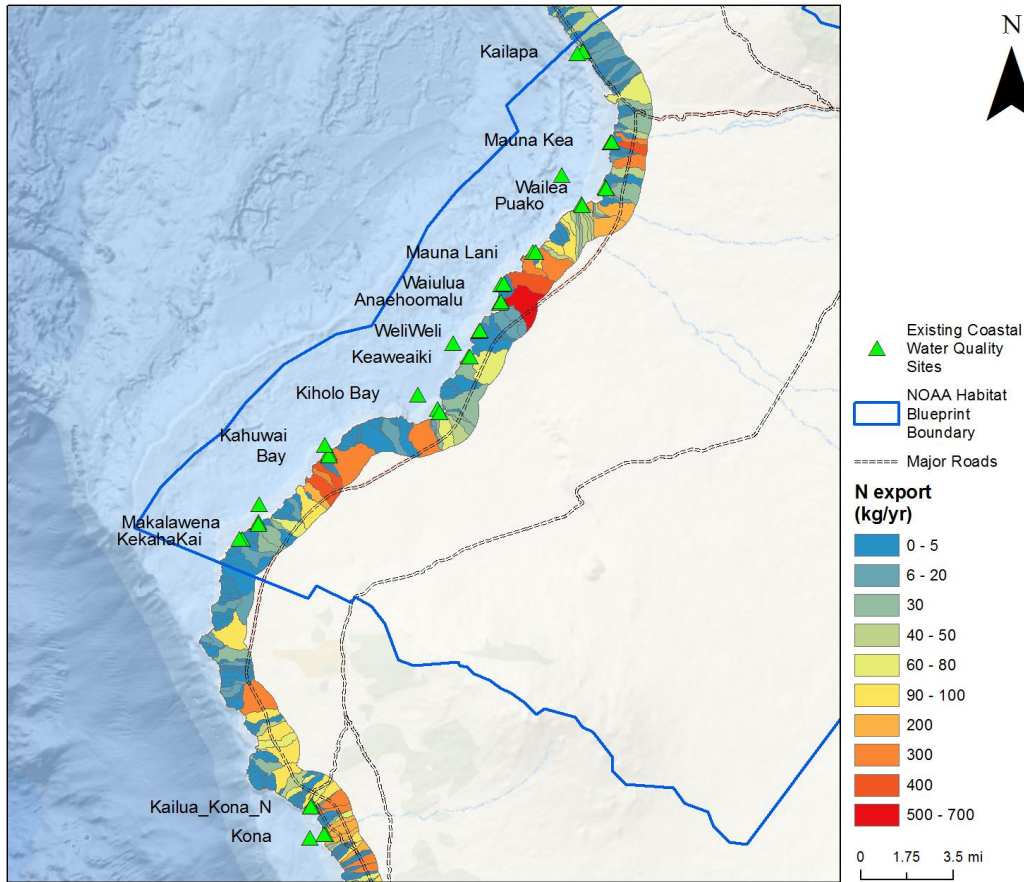 Kailapa
Mauna Kea
Wailea
Puako
Mauna Lani
Waiulua
Anaehoomalu
WeliWeli
Keaweaiki
Kiholo Bay
Kahuwai
Bay
Makalawena
KekahaKai
Kailua_Kona_N
Kona
N
Existing Coastal
Water Quality
Sites
NOAA Habitat
Blueprint
Boundary
Major Roads
N export
(kg/yr)
0 - 5
6 - 20
30
40 - 50
60 - 80
90 - 100
200
300
400
500 - 700
0 1.75 3.5 mi